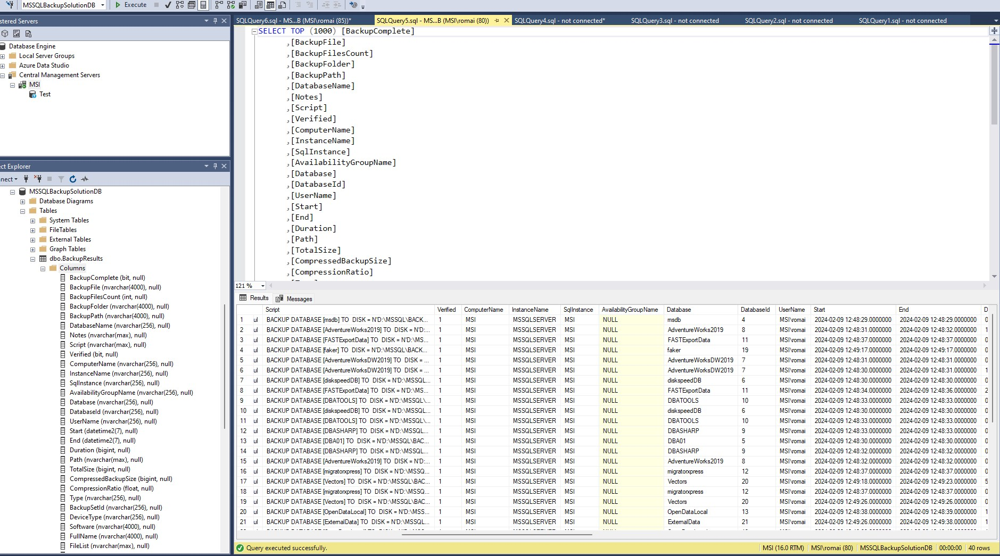 MSSQLBackupSolutionDB Execute
stered Servers
Database Engine
Local Server Groups
Azure Data Studio
Central Management Servers
MSI
Test
ect Explorer
nect
MSSQLBackupSolutionDB
Database Diagrams
Tables
System Tables
FileTables
External Tables
Graph Tables
dbo.BackupResults
Columns
BackupComplete (bit, null)
BackupFile (nvarchar(4000), null)
BackupFilesCount (int, null)
BackupFolder (nvarchar(4000), null)
BackupPath (nvarchar(4000), null)
DatabaseName (nvarchar(256), null)
Notes (nvarchar(max), null)
Script (nvarchar(max), null)
Verified (bit, null)
ComputerName (nvarchar(256), null)
InstanceName (nvarchar(256), null)
SqlInstance (nvarchar(256), null)
AvailabilityGroupName (nvarchar(256), null)
Database (nvarchar(256), null)
DatabaseId (nvarchar(256), null)
UserName (nvarchar(256), null)
Start (datetime2(7), null)
End (datetime2(7), null)
Duration (bigint, null)
Path (nvarchar(max), null)
TotalSize (bigint, null)
CompressedBackupSize (bigint, null)
CompressionRatio (float, null)
Type (nvarchar(256), null)
BackupSetId (nvarchar(256), null)
DeviceType (nvarchar(256), null)
Software (nvarchar(4000), null)
FullName (nvarchar(4000), null)
FileList (nvarchar(max), null)
SQLQuery6.sql - MS...B (MSI\romai (85))* SQLQuery5.sql - MS...B (MSI\romai (80)) SQLQuery4.sql - not connected* SQLQuery3.sql - not connected SQLQuery2.sql - not connected SQLQuery1.sql - not connected
SELECT TOP (1000) [BackupComplete]
,[BackupFile]
,[BackupFilesCount]
,[BackupFolder]
,[BackupPath]
,[DatabaseName]
,[Notes]
,[Script]
,[Verified]
,[ComputerName]
,[InstanceName]
,[SqlInstance]
,[AvailabilityGroupName]
,[Database]
,[DatabaseId]
,[UserName]
,[Start]
,[End]
,[Duration]
,[Path]
,[TotalSize]
,[CompressedBackupSize]
,[CompressionRatio]
121 %
Results Messages
Script Verified ComputerName InstanceName SqlInstance AvailabilityGroupName Database DatabaseId UserName Start End D
1 ul BACKUP DATABASE [msdb] TO DISK = N'D:\MSSQL\BACK... 1 MSI MSSQLSERVER MSI NULL msdb 4 MSI\romai 2024-02-09 12:48:29.0000000 2024-02-09 12:48:29.0000000 0
2 ul BACKUP DATABASE [AdventureWorks2019] TO DISK = N'D:... 1 MSI MSSQLSERVER MSI NULL AdventureWorks2019 8 MSI\romai 2024-02-09 12:48:31.0000000 2024-02-09 12:48:32.0000000 1
3 ul BACKUP DATABASE [FASTExportData] TO DISK = N'D:\MS... 1 MSI MSSQLSERVER MSI NULL FASTExportData 11 MSI\romai 2024-02-09 12:48:37.0000000 2024-02-09 12:48:37.0000000 0
4 ul BACKUP DATABASE [faker] TO DISK = N'D:\MSSQL\BACK... 1 MSI MSSQLSERVER MSI NULL faker 19 MSI\romai 2024-02-09 12:49:17.0000000 2024-02-09 12:49:17.0000000 0
5 ul BACKUP DATABASE [AdventureWorksDW2019] TO DISK = ... 1 MSI MSSQLSERVER MSI NULL AdventureWorksDW2019 7 MSI\romai 2024-02-09 12:48:31.0000000 2024-02-09 12:48:31.0000000 0
6 ul BACKUP DATABASE [AdventureWorksDW2019] TO DISK = ... 1 MSI MSSQLSERVER MSI NULL AdventureWorksDW2019 7 MSI\romai 2024-02-09 12:48:30.0000000 2024-02-09 12:48:30.0000000 1
7 ul BACKUP DATABASE [diskspeedDB] TO DISK = N'D:\MSSQL... 1 MSI MSSQLSERVER MSI NULL diskspeedDB 6 MSI\romai 2024-02-09 12:48:30.0000000 2024-02-09 12:48:30.0000000 0
8 ul BACKUP DATABASE [FASTExportData] TO DISK = N'D:\MS... 1 MSI MSSQLSERVER MSI NULL FASTExportData 11 MSI\romai 2024-02-09 12:48:34.0000000 2024-02-09 12:48:36.0000000 2
9 ul BACKUP DATABASE [DBATOOLS] TO DISK = N'D:\MSSQL\... 1 MSI MSSQLSERVER MSI NULL DBATOOLS 10 MSI\romai 2024-02-09 12:48:33.0000000 2024-02-09 12:48:33.0000000 0
10 ul BACKUP DATABASE [diskspeedDB] TO DISK = N'D:\MSSQL... 1 MSI MSSQLSERVER MSI NULL diskspeedDB 6 MSI\romai 2024-02-09 12:48:30.0000000 2024-02-09 12:48:30.0000000 0
11 ul BACKUP DATABASE [DBATOOLS] TO DISK = N'D:\MSSQL\... 1 MSI MSSQLSERVER MSI NULL DBATOOLS 10 MSI\romai 2024-02-09 12:48:33.0000000 2024-02-09 12:48:33.0000000 0
12 ul BACKUP DATABASE [DBASHARP] TO DISK = N'D:\MSSQL... 1 MSI MSSQLSERVER MSI NULL DBASHARP 9 MSI\romai 2024-02-09 12:48:33.0000000 2024-02-09 12:48:33.0000000 0
13 ul BACKUP DATABASE [DBA01] TO DISK = N'D:\MSSQL\BAC... 1 MSI MSSQLSERVER MSI NULL DBA01 5 MSI\romai 2024-02-09 12:48:30.0000000 2024-02-09 12:48:30.0000000 0
14 ul BACKUP DATABASE [DBASHARP] TO DISK = N'D:\MSSQL... 1 MSI MSSQLSERVER MSI NULL DBASHARP 9 MSI\romai 2024-02-09 12:48:32.0000000 2024-02-09 12:48:32.0000000 0
15 ul BACKUP DATABASE [AdventureWorks2019] TO DISK = N'D:... 1 MSI MSSQLSERVER MSI NULL AdventureWorks2019 8 MSI\romai 2024-02-09 12:48:32.0000000 2024-02-09 12:48:32.0000000 0
16 ul BACKUP DATABASE [migratorxpress] TO DISK = N'D:\MSSQ... 1 MSI MSSQLSERVER MSI NULL migratorxpress 12 MSI\romai 2024-02-09 12:48:37.0000000 2024-02-09 12:48:37.0000000 0
17 ul BACKUP DATABASE [Vectors] TO DISK = N'D:\MSSQL\BAC... 1 MSI MSSQLSERVER MSI NULL Vectors 20 MSI\romai 2024-02-09 12:49:18.0000000 2024-02-09 12:49:23.0000000 5
18 ul BACKUP DATABASE [migratorxpress] TO DISK = N'D:\MSSQ... 1 MSI MSSQLSERVER MSI NULL migratorxpress 12 MSI\romai 2024-02-09 12:48:37.0000000 2024-02-09 12:48:37.0000000 0
19 ul BACKUP DATABASE [Vectors] TO DISK = N'D:\MSSQL\BAC... 1 MSI MSSQLSERVER MSI NULL Vectors 20 MSI\romai 2024-02-09 12:49:26.0000000 2024-02-09 12:49:26.0000000 0
20 ul BACKUP DATABASE [OpenDataLocal] TO DISK = N'D:\MSS... 1 MSI MSSQLSERVER MSI NULL OpenDataLocal 13 MSI\romai 2024-02-09 12:48:38.0000000 2024-02-09 12:48:39.0000000 1
21 ul BACKUP DATABASE [ExternalData] TO DISK = N'D:\MSSQL... 1 MSI MSSQLSERVER MSI NULL ExternalData 21 MSI\romai 2024-02-09 12:49:26.0000000 2024-02-09 12:49:38.0000000 1
Query executed successfully. MSI (16.0 RTM) MSI\romai (80) MSSQLBackupSolutionDB 00:00:00 40 rows